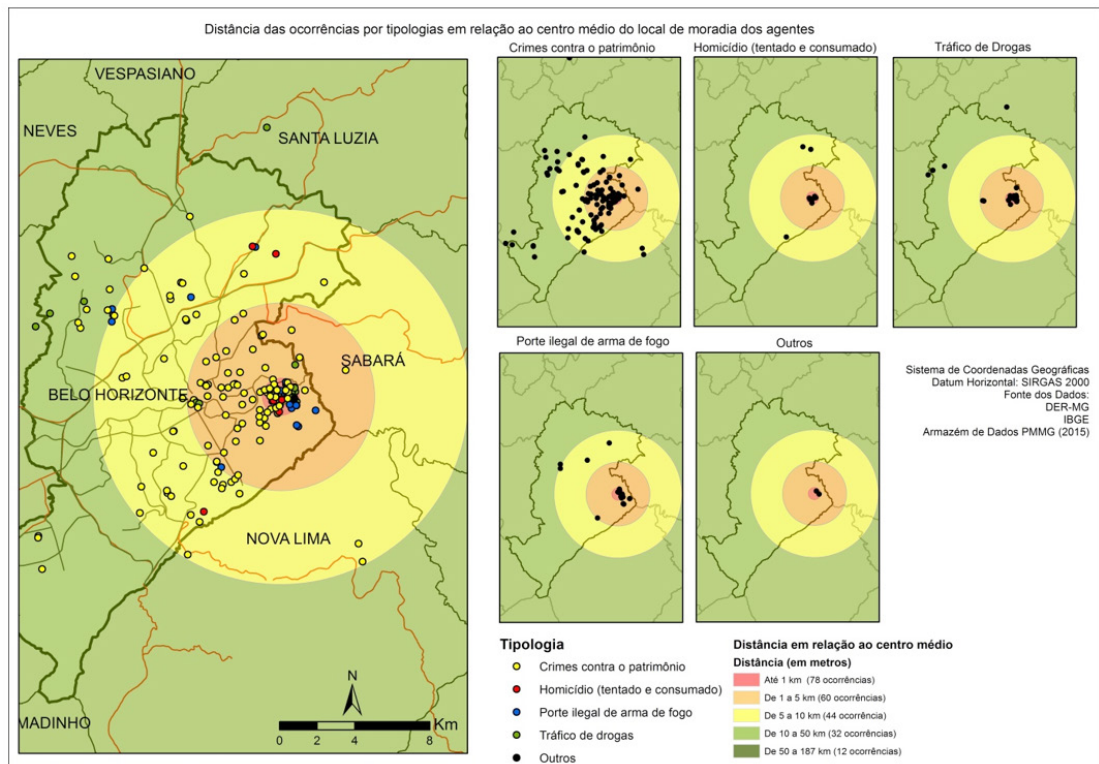 Distância das ocorrências por tipologias em relação ao centro médio do local de moradia dos agentes
Crimes contra o patrimônio
Homicídio (tentado e consumado)
Tráfico de Drogas
VESPASIANO
NEVES
SANTA LUZIA
SABARÁ
BELO HORIZONTE
NOVA LIMA
MADINHO
N
Km
0 2 4 8
Porte ilegal de arma de fogo
Outros
Sistema de Coordenadas Geográficas
Datum Horizontal: SIRGAS 2000
Fonte dos Dados:
DER-MG
IBGE
Armazém de Dados PMMG (2015)
Tipologia
Crimes contra o patrimônio
Homicídio (tentado e consumado)
Porte ilegal de arma de fogo
Tráfico de drogas
Outros
Distância em relação ao centro médio
Distância (em metros)
Até 1 km (78 ocorrências)
De 1 a 5 km (60 ocorrências)
De 5 a 10 km (44 ocorrência)
De 10 a 50 km (32 ocorrências)
De 50 a 187 km (12 ocorrências)